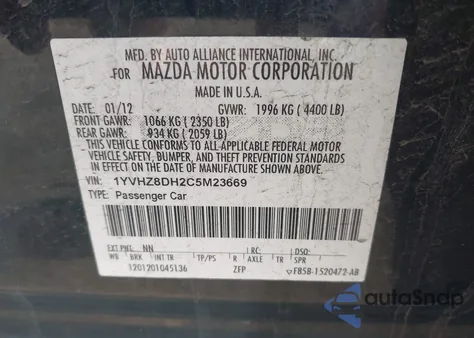 MFD. BY AUTO ALLIANCE INTERNATIONAL, INC.
FOR MAZDA MOTOR CORPORATION
MADE IN U.S.A.
01/12 GVWR: 1996 KG ( 4400 LB)
FRONT GAWR: 1066 KG ( 2350 LB)
REAR GAWR: 934 KG ( 2059 LB)
THIS VEHICLE CONFORMS TO ALL-APPLICABLE FEDERAL MOTOR
VEHICLE SAFETY, BUMPER, AND THEFT PREVENTION STANDARDS
IN EFFECT ON THE DATE OF MANUFACTURE SHOWN ABOVE.
VIN: 1YVHZ8DH2C5M23669
TYPE: Passenger Car
EXT PNT: NN RC: DSO:
WB BRK INT TR TP/PS R AXLE TR SPR
1201201045136 ZFP F85B-1520472-AB
autoSnap